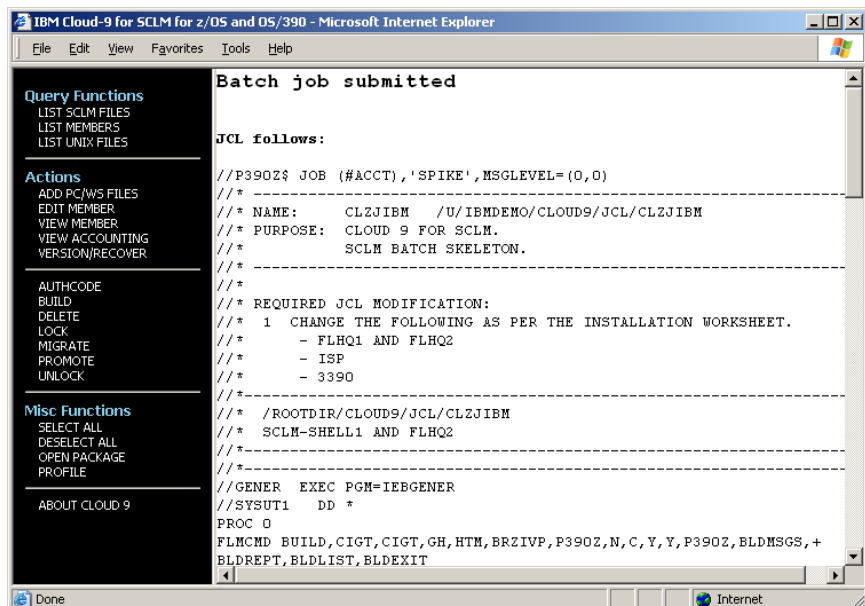 IBM Cloud-9 for SCLM for z/OS and OS/390 - Microsoft Internet Explorer
File Edit View Favorites Tools Help
Query Functions
LIST SCLM FILES
LIST MEMBERS
LIST UNIX FILES
Actions
ADD PC/WS FILES
EDIT MEMBER
VIEW MEMBER
VIEW ACCOUNTING
VERSION/RECOVER
AUTHCODE
BUILD
DELETE
LOCK
MIGRATE
PROMOTE
UNLOCK
Misc Functions
SELECT ALL
DESELECT ALL
OPEN PACKAGE
PROFILE
ABOUT CLOUD 9
Batch job submitted
JCL follows:
//P390Z$ JOB (#ACCT),'SPIKE',MSGLEVEL=(0,0)
//* ----------------------------------------------------------------
//* NAME:     CLZJIBM   /U/IBMDEMO/CLOUD9/JCL/CLZJIBM
//* PURPOSE:  CLOUD 9 FOR SCLM.
//*           SCLM BATCH SKELETON.
//* ----------------------------------------------------------------
//*
//* REQUIRED JCL MODIFICATION:
//*  1  CHANGE THE FOLLOWING AS PER THE INSTALLATION WORKSHEET.
//*      - FLHQ1 AND FLHQ2
//*      - ISP
//*      - 3390
//*-----------------------------------------------------------------
//*  /ROOTDIR/CLOUD9/JCL/CLZJIBM
//*  SCLM-SHELL1 AND FLHQ2
//*-----------------------------------------------------------------
//*-----------------------------------------------------------------
//GENER  EXEC PGM=IEBGENER
//SYSUT1   DD *
PROC 0
FLMCMD BUILD,CIGT,CIGT,GH,HTM,BRZIVP,P390Z,N,C,Y,Y,P390Z,BLDMSGS,+
BLDREPT,BLDLIST,BLDEXIT
Done
Internet